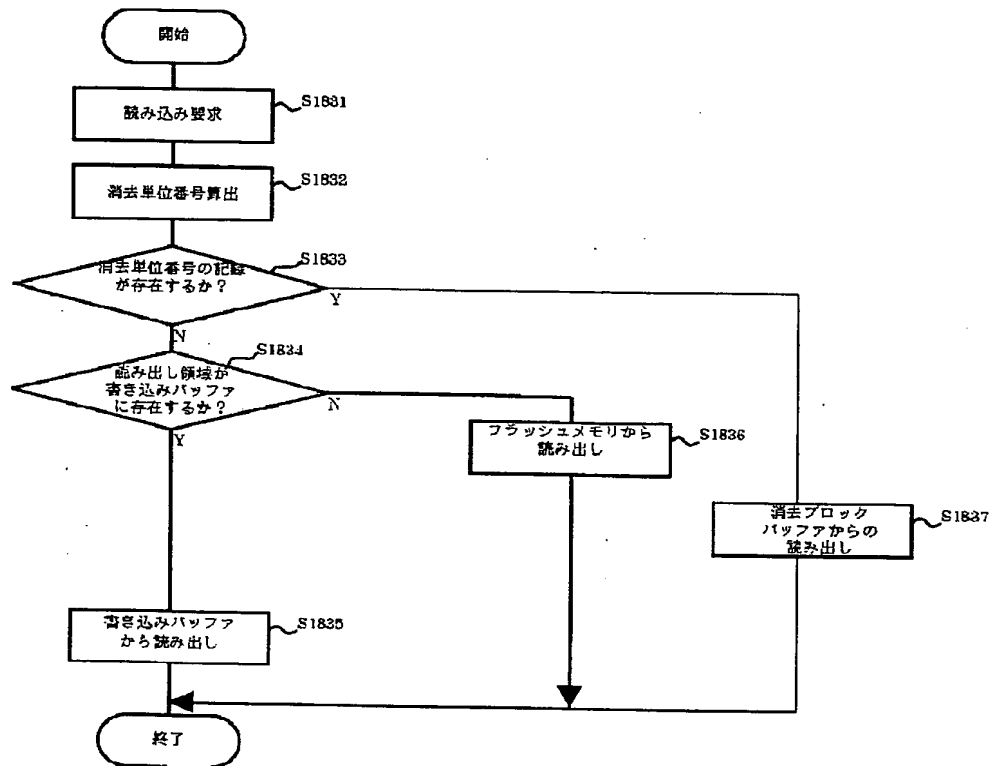 開始
読み込み要求
S1831
消去単位番号算出
S1832
消去単位番号の記録
が存在するか?
S1833
Y
N
読み出し領域が
書き込みバッファ
に存在するか?
S1834
N
Y
フラッシュメモリから
読み出し
S1836
消去ブロック
バッファからの
読み出し
S1837
書き込みバッファ
から読み出し
S1835
終了